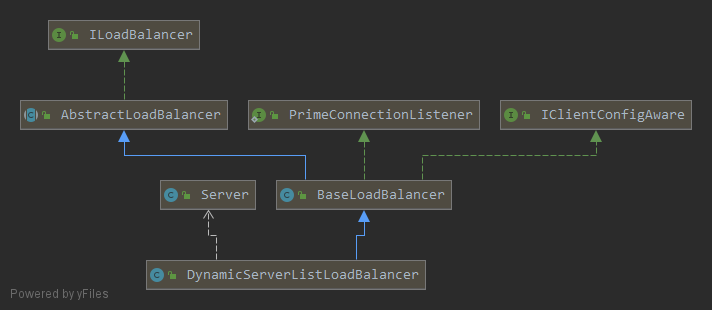 ILoadBalancer
AbstractLoadBalancer
PrimeConnectionListener
IClientConfigAware
Server
BaseLoadBalancer
DynamicServerListLoadBalancer
Powered by yFiles